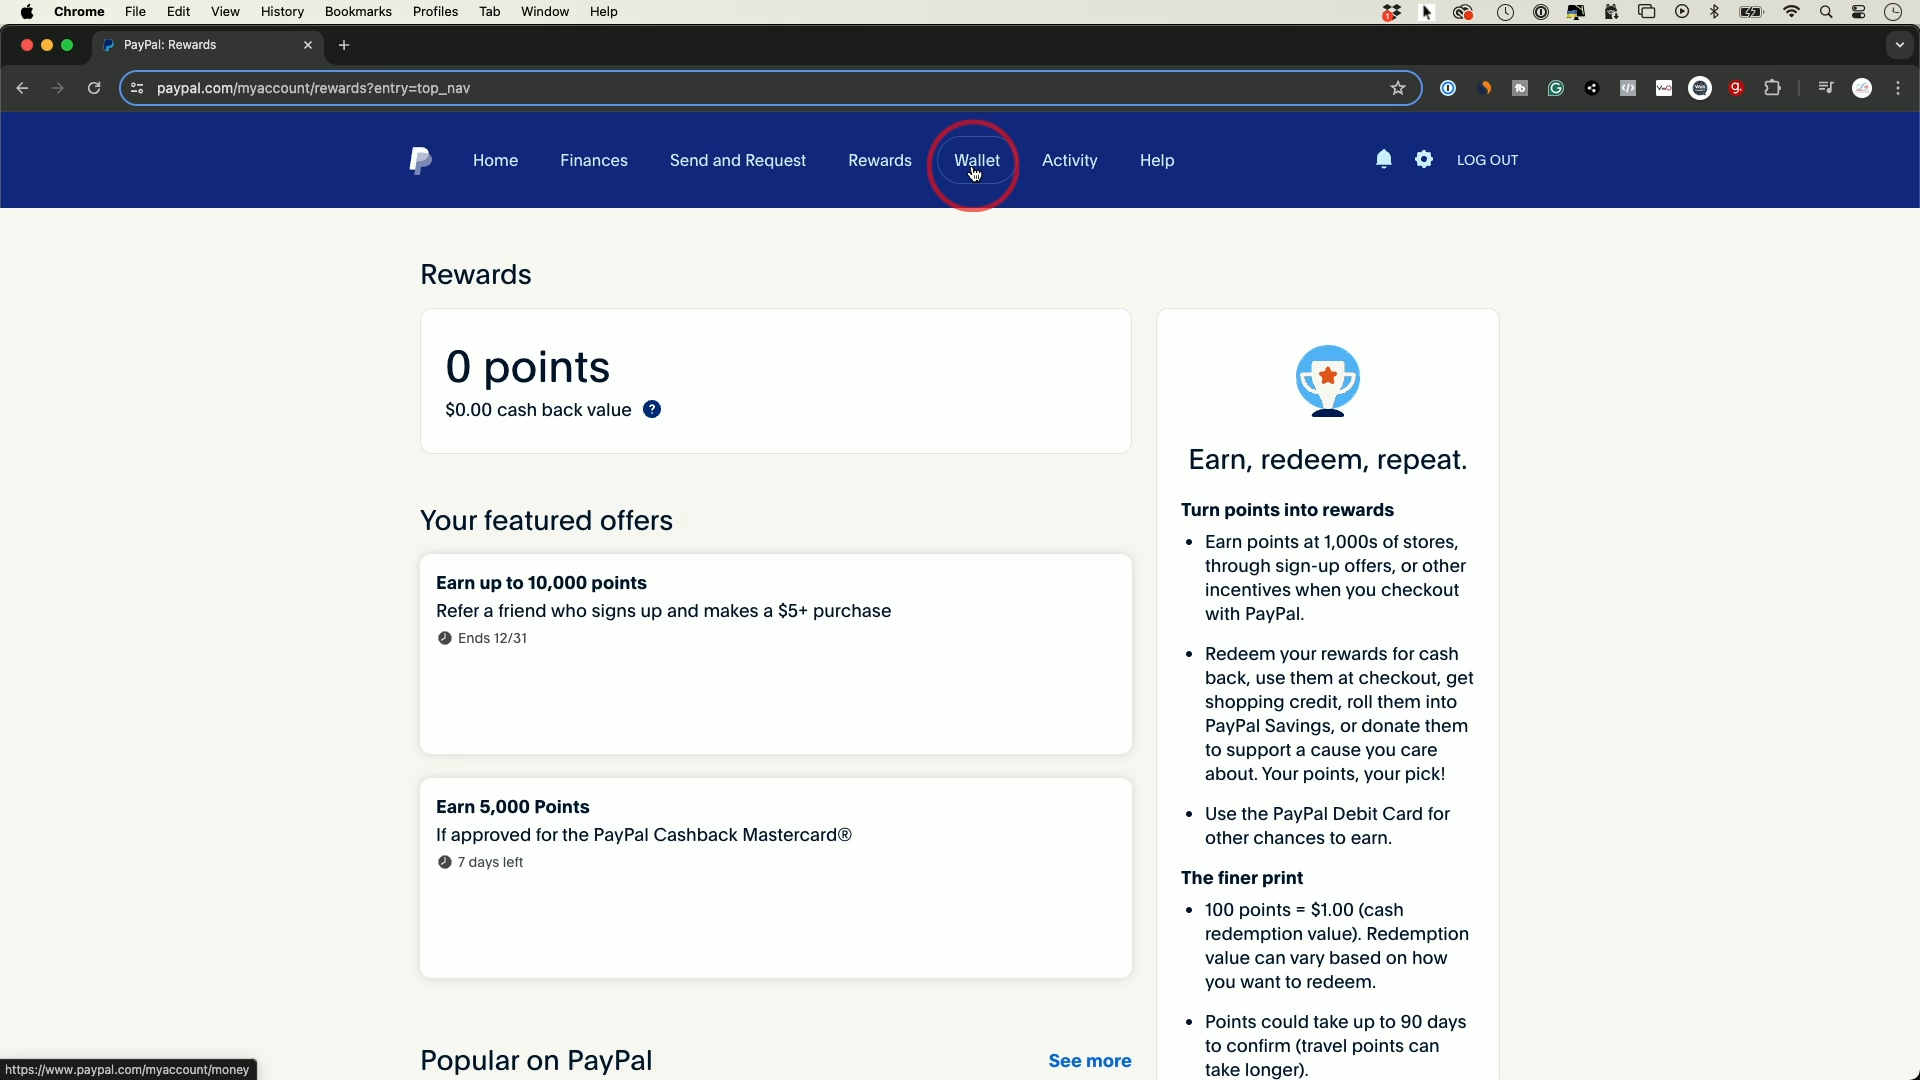 Chrome File Edit View History Bookmarks Profiles Tab Window Help
PayPal: Rewards
paypal.com/myaccount/rewards?entry=top_nav
Home Finances Send and Request Rewards Wallet Activity Help LOG OUT
Rewards
0 points
$0.00 cash back value ?
Your featured offers
Earn up to 10,000 points
Refer a friend who signs up and makes a $5+ purchase
Ends 12/31
Earn 5,000 Points
If approved for the PayPal Cashback Mastercard®
7 days left
Popular on PayPal
See more
Earn, redeem, repeat.
Turn points into rewards
• Earn points at 1,000s of stores,
through sign-up offers, or other
incentives when you checkout
with PayPal.
• Redeem your rewards for cash
back, use them at checkout, get
shopping credit, roll them into
PayPal Savings, or donate them
to support a cause you care
about. Your points, your pick!
• Use the PayPal Debit Card for
other chances to earn.
The finer print
• 100 points = $1.00 (cash
redemption value). Redemption
value can vary based on how
you want to redeem.
• Points could take up to 90 days
to confirm (travel points can
take longer).
https://www.paypal.com/myaccount/money